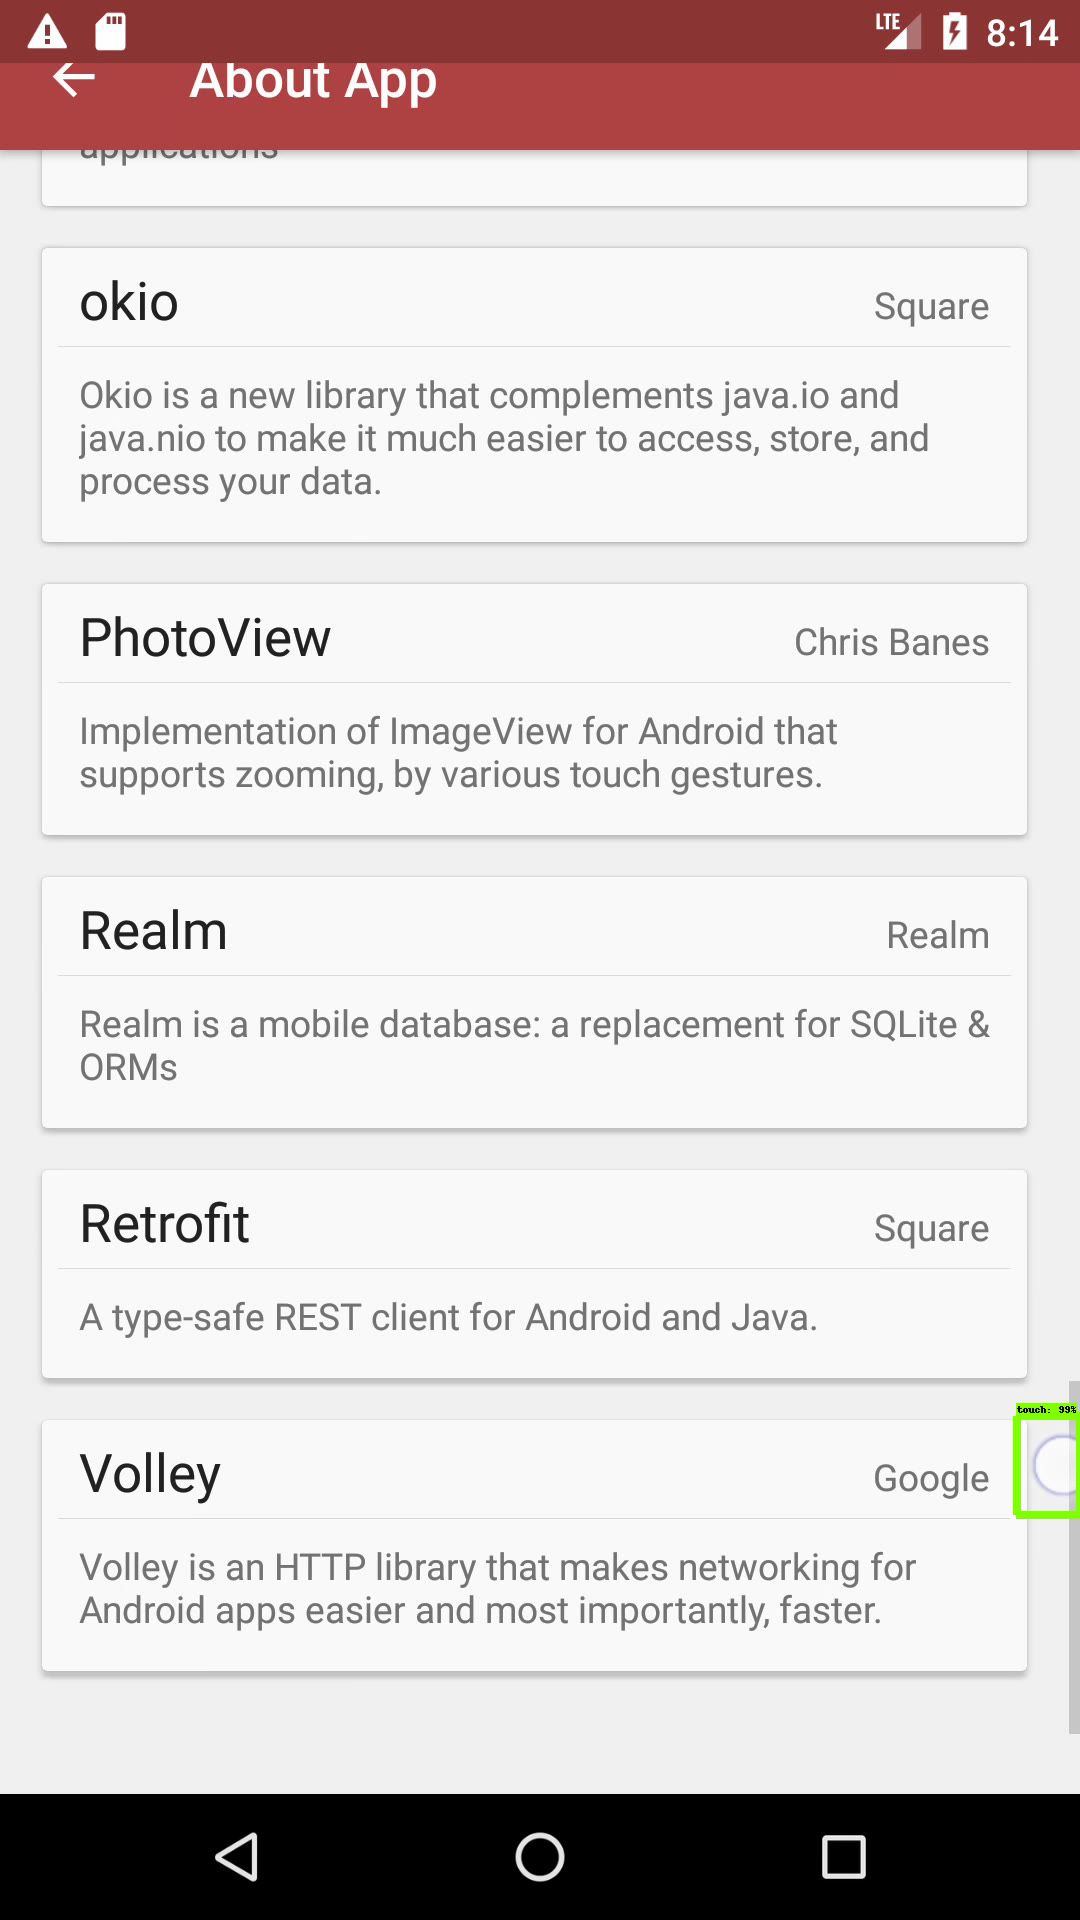 LTE 8:14
About App
applications
okio Square
Okio is a new library that complements java.io and
java.nio to make it much easier to access, store, and
process your data.
PhotoView Chris Banes
Implementation of ImageView for Android that
supports zooming, by various touch gestures.
Realm Realm
Realm is a mobile database: a replacement for SQLite &
ORMs
Retrofit Square
A type-safe REST client for Android and Java.
touch: 99%
Volley Google
Volley is an HTTP library that makes networking for
Android apps easier and most importantly, faster.